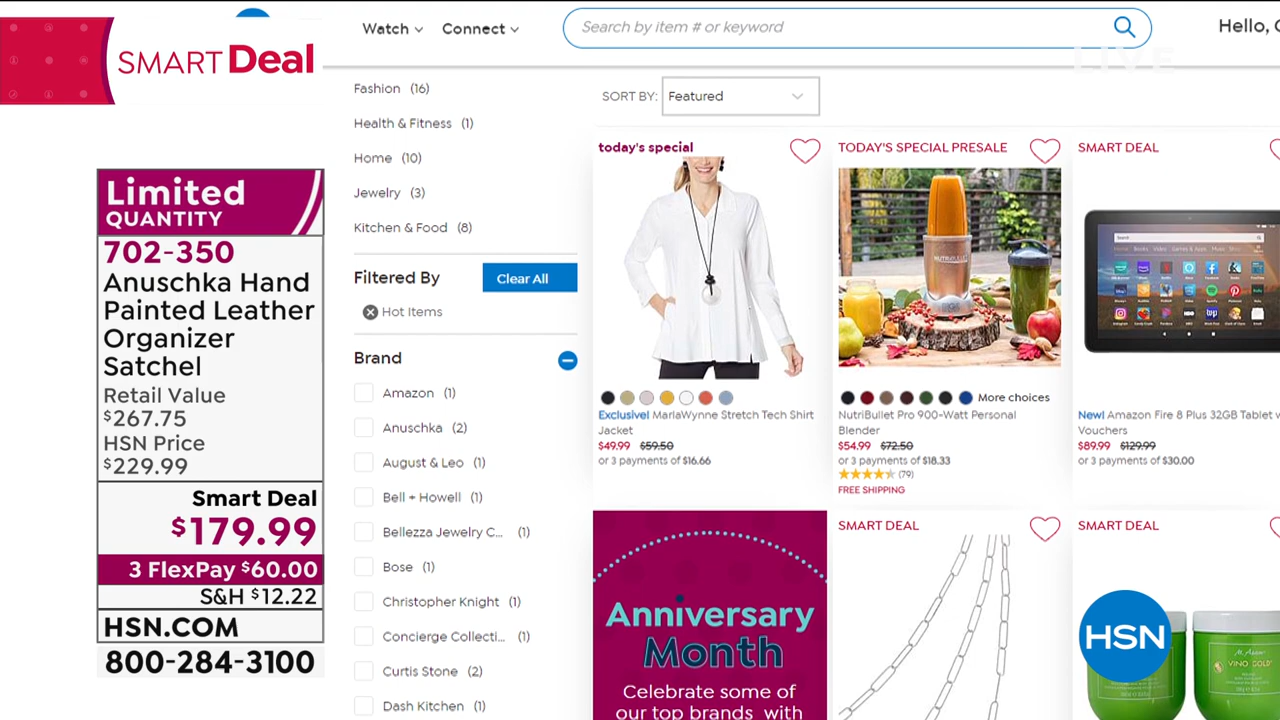 SMART Deal
Limited
QUANTITY
702-350
Anuschka Hand
Painted Leather
Organizer
Satchel
Retail Value
$267.75
HSN Price
$229.99
Smart Deal
$179.99
3 FlexPay $60.00
S&H $12.22
HSN.COM
800-284-3100
Watch
Connect
Search by item # or keyword
Hello,
LIVE
Fashion (16)
Health & Fitness (1)
Home (10)
Jewelry (3)
Kitchen & Food (8)
Filtered By
Clear All
Hot Items
Brand
Amazon (1)
Anuschka (2)
August & Leo (1)
Bell + Howell (1)
Bellezza Jewelry C... (1)
Bose (1)
Christopher Knight (1)
Concierge Collecti... (1)
Curtis Stone (2)
Dash Kitchen (1)
SORT BY: Featured
today's special
Exclusive! MarlaWynne Stretch Tech Shirt
Jacket
$49.99 $59.50
or 3 payments of $16.66
TODAY'S SPECIAL PRESALE
NUTRIBULLET
More choices
NutriBullet Pro 900-Watt Personal
Blender
$54.99 $72.50
or 3 payments of $18.33
(79)
FREE SHIPPING
SMART DEAL
New! Amazon Fire 8 Plus 32GB Tablet w
Vouchers
$89.99 $129.99
or 3 payments of $30.00
Anniversary
Month
Celebrate some of
our top brands with
SMART DEAL
SMART DEAL
HSN
M. Asam
VINO GOLD